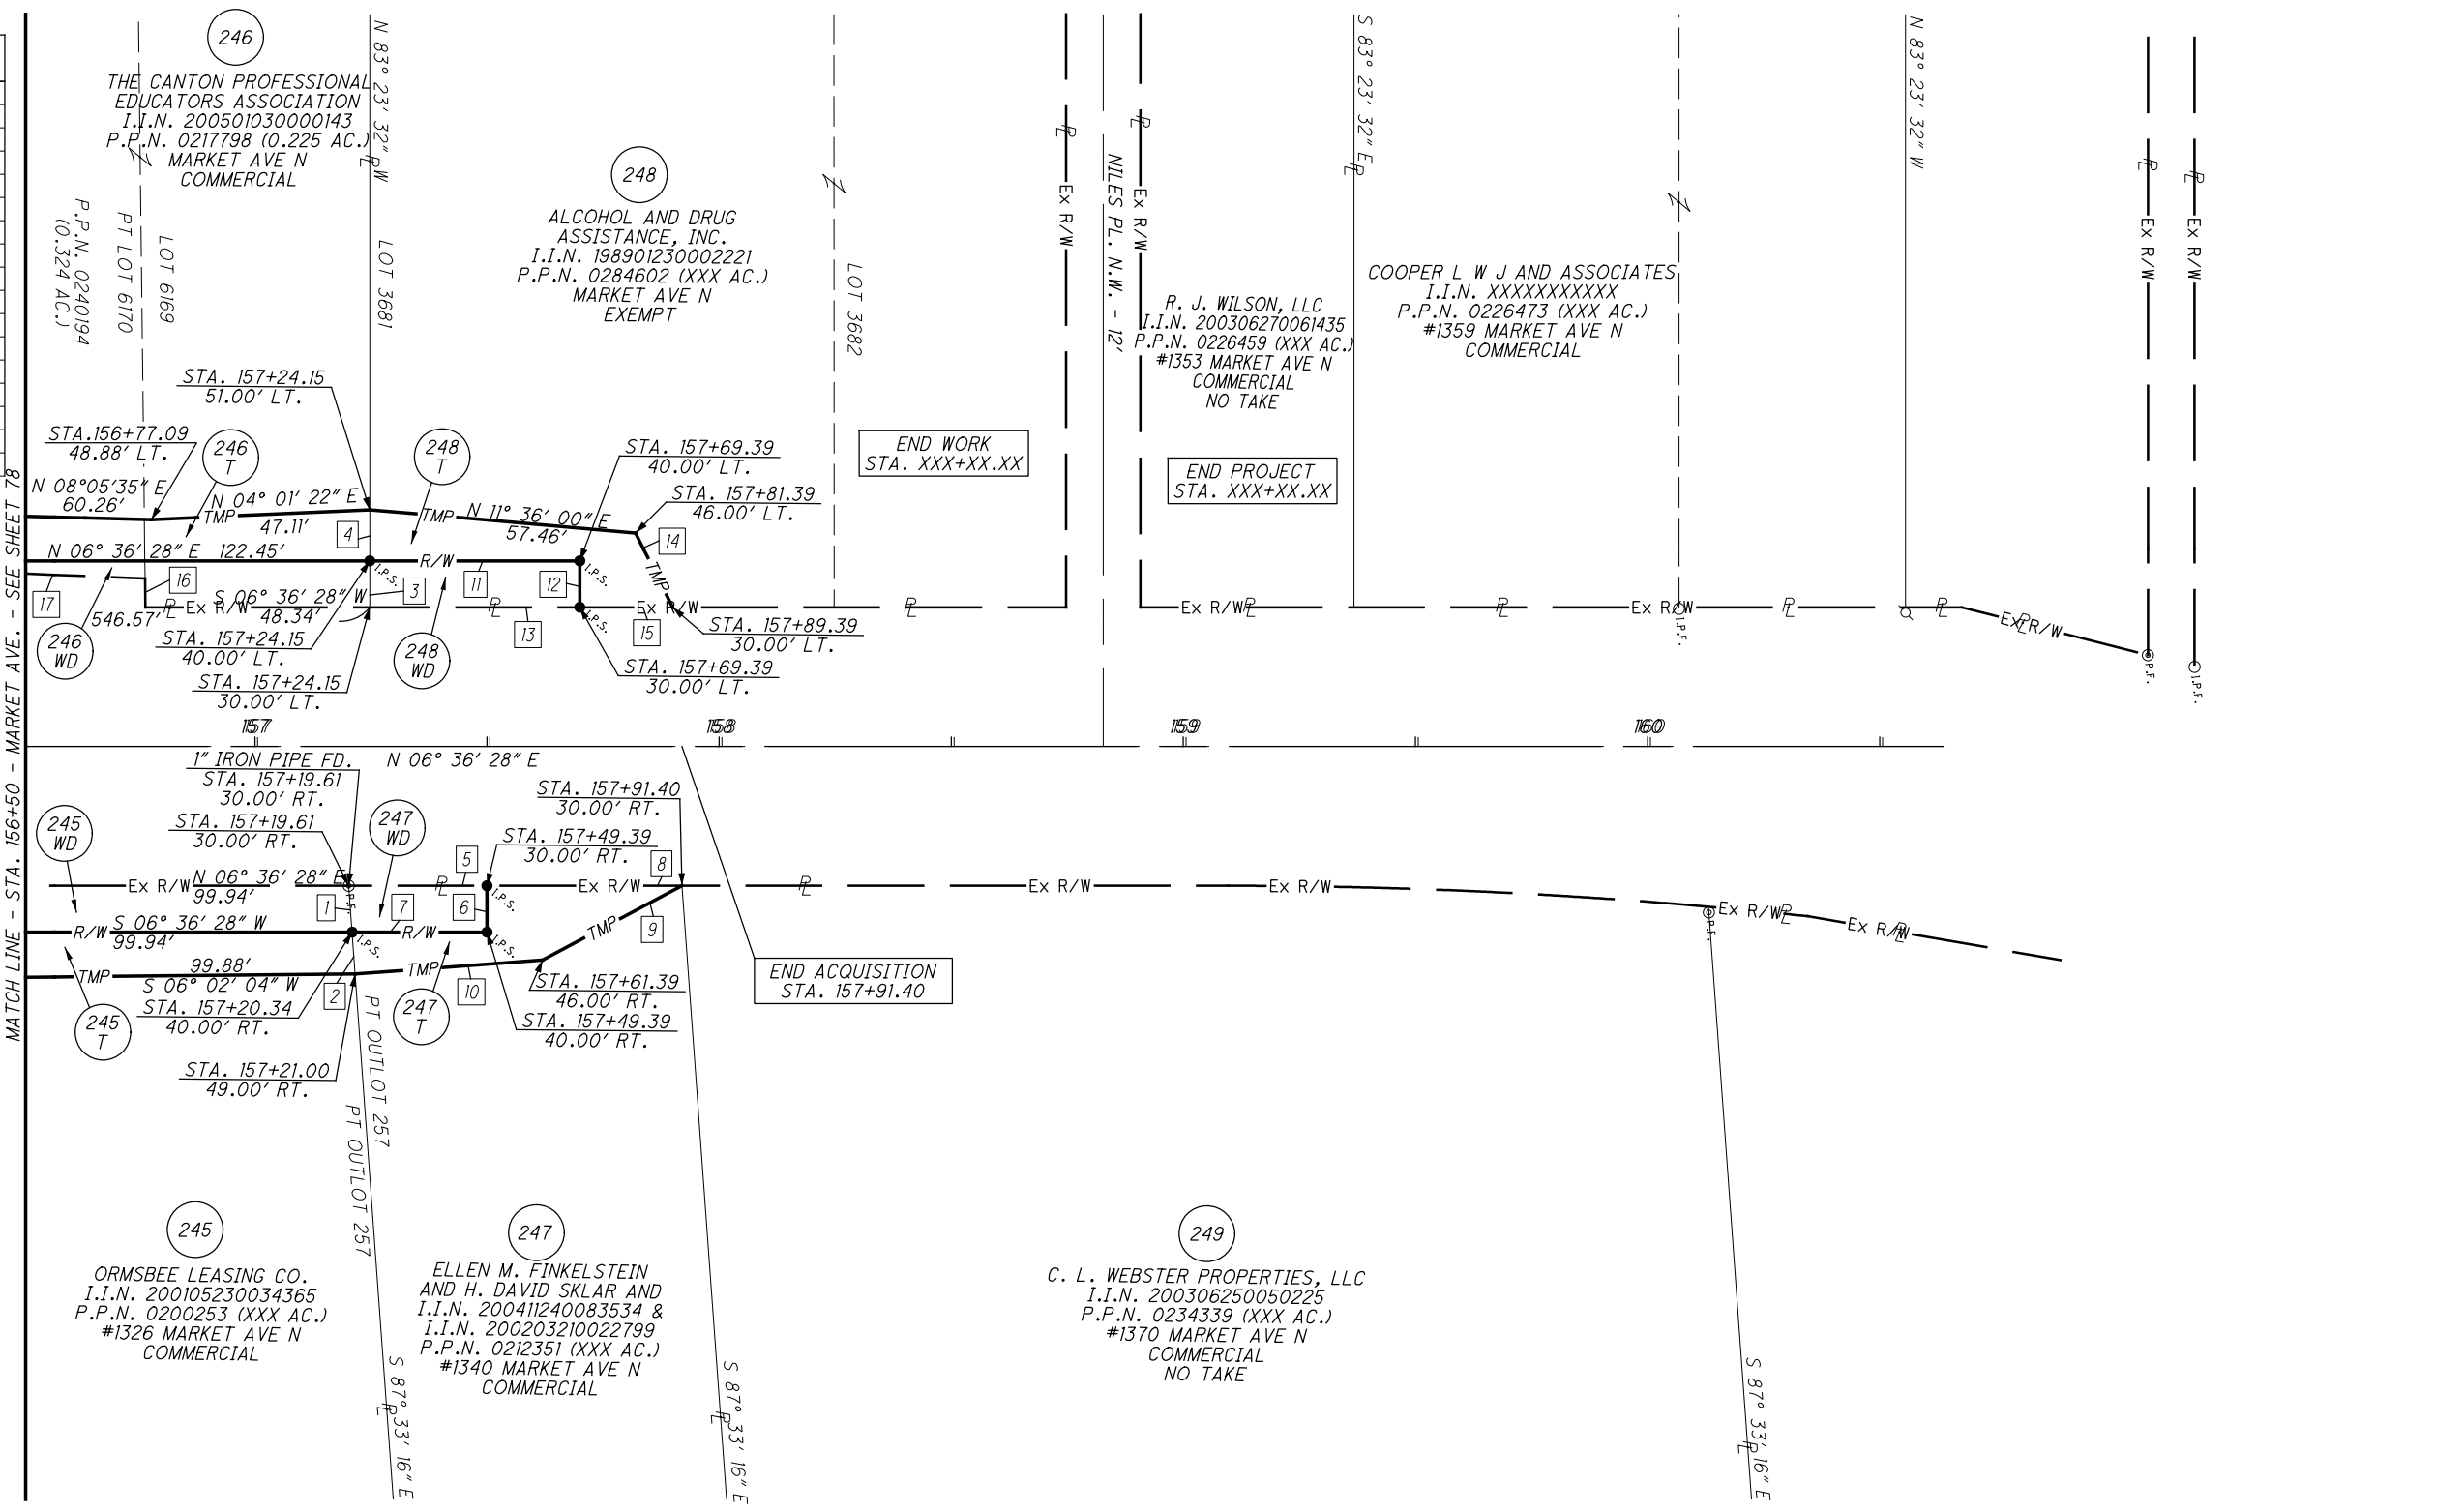 246
THE CANTON PROFESSIONAL
EDUCATORS ASSOCIATION
I.I.N. 200501030000143
P.P.N. 0217798 (0.225 AC.)
MARKET AVE N
COMMERCIAL
P.P.N. 0240194
(0.324 AC.)
PT LOT 6170
LOT 6169
N 83° 23' 32" W
LOT 3681
248
ALCOHOL AND DRUG
ASSISTANCE, INC.
I.I.N. 198901230002221
P.P.N. 0284602 (XXX AC.)
MARKET AVE N
EXEMPT
LOT 3682
Ex R/W
NILES PL. N.W. - 12'
Ex R/W
R. J. WILSON, LLC
I.I.N. 200306270061435
P.P.N. 0226459 (XXX AC.)
#1353 MARKET AVE N
COMMERCIAL
NO TAKE
S 83° 23' 32" E
COOPER L W J AND ASSOCIATES
I.I.N. XXXXXXXXXXX
P.P.N. 0226473 (XXX AC.)
#1359 MARKET AVE N
COMMERCIAL
N 83° 23' 32" W
Ex R/W
Ex R/W
STA. 157+24.15
51.00' LT.
STA.156+77.09
48.88' LT.
246
T
248
T
STA. 157+69.39
40.00' LT.
END WORK
STA. XXX+XX.XX
END PROJECT
STA. XXX+XX.XX
N 08°05'35" E
60.26'
N 04° 01' 22" E
TMP
47.11'
TMP
N 11° 36' 00" E
57.46'
STA. 157+81.39
46.00' LT.
4
14
N 06° 36' 28" E 122.45'
R/W
I.P.S.
I.P.S.
TMP
16
3
11
12
17
S 06° 36' 28" W
Ex R/W
48.34'
546.57'
Ex R/W
I.P.S.
13
15
Ex R/W
Ex R/W
I.P.F.
Ex R/W
P.F.
I.P.F.
246
WD
STA. 157+24.15
40.00' LT.
248
WD
STA. 157+89.39
30.00' LT.
STA. 157+24.15
30.00' LT.
STA. 157+69.39
30.00' LT.
MATCH LINE - STA. 156+50 - MARKET AVE. - SEE SHEET 78
157
158
159
160
1" IRON PIPE FD.
STA. 157+19.61
30.00' RT.
N 06° 36' 28" E
STA. 157+91.40
30.00' RT.
245
WD
STA. 157+19.61
30.00' RT.
247
WD
STA. 157+49.39
30.00' RT.
5
8
Ex R/W
N 06° 36' 28" E
99.94'
P.F.
Ex R/W
Ex R/W
Ex R/W
I.P.S.
1
7
6
9
R/W
S 06° 36' 28" W
99.94'
R/W
I.P.S.
I.P.S.
TMP
Ex R/W
Ex R/W
P.F.
TMP
99.88'
S 06° 02' 04" W
TMP
2
10
STA. 157+20.34
40.00' RT.
245
T
247
T
STA. 157+61.39
46.00' RT.
STA. 157+49.39
40.00' RT.
END ACQUISITION
STA. 157+91.40
STA. 157+21.00
49.00' RT.
PT OUTLOT 257
PT OUTLOT 257
245
ORMSBEE LEASING CO.
I.I.N. 200105230034365
P.P.N. 0200253 (XXX AC.)
#1326 MARKET AVE N
COMMERCIAL
S 87° 33' 16" E
247
ELLEN M. FINKELSTEIN
AND H. DAVID SKLAR AND
I.I.N. 200411240083534 &
I.I.N. 200203210022799
P.P.N. 0212351 (XXX AC.)
#1340 MARKET AVE N
COMMERCIAL
S 87° 33' 16" E
249
C. L. WEBSTER PROPERTIES, LLC
I.I.N. 200306250050225
P.P.N. 0234339 (XXX AC.)
#1370 MARKET AVE N
COMMERCIAL
NO TAKE
S 87° 33' 16" E